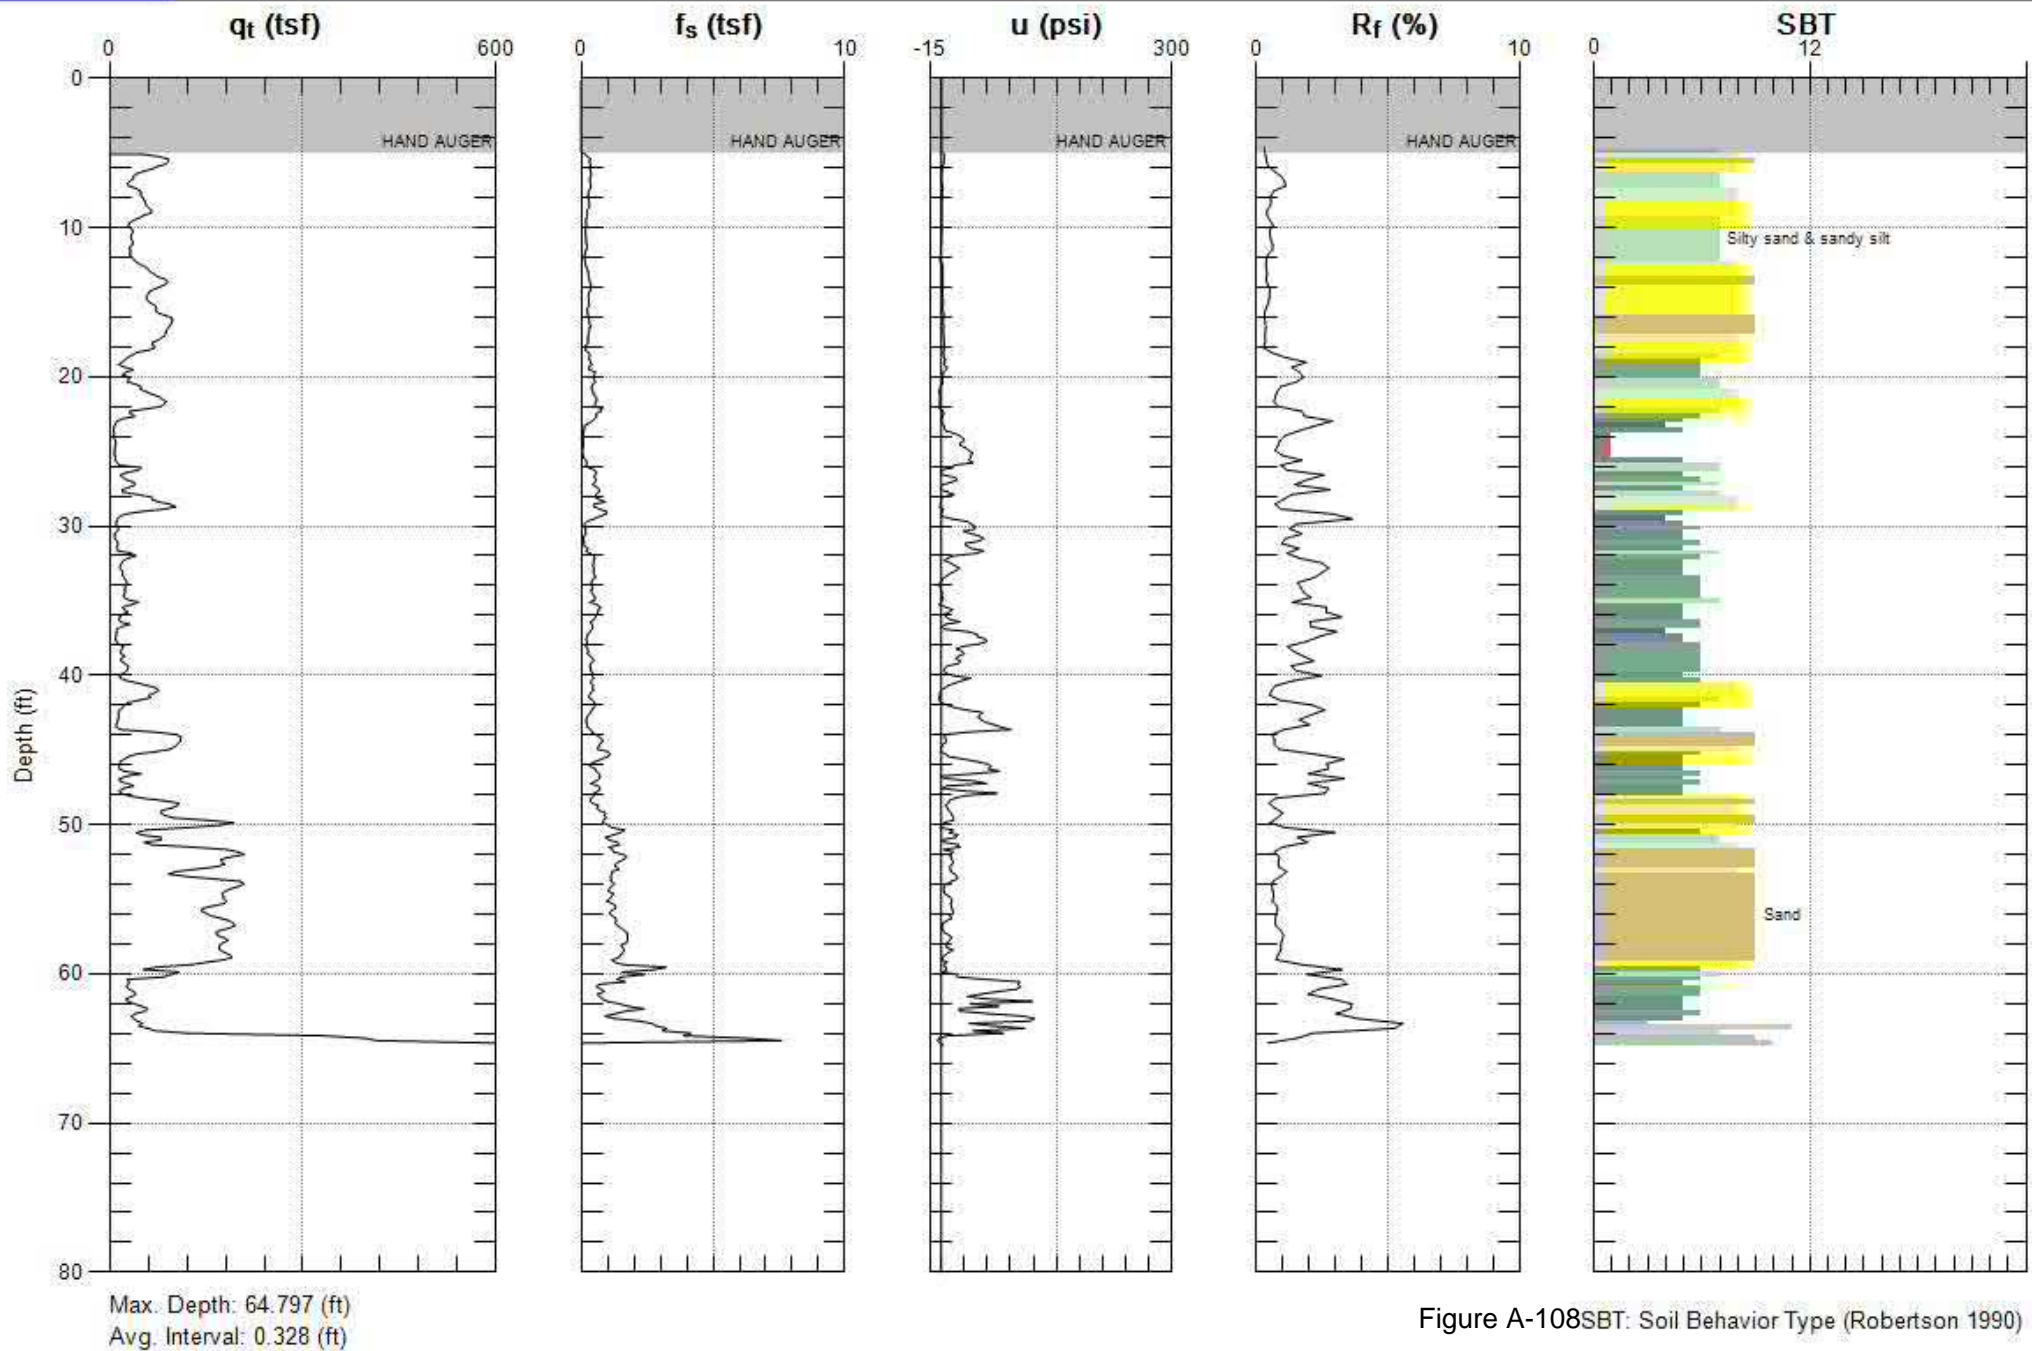 qt (tsf) fs (tsf) u (psi) Rf (%) SBT
0 600 0 10 -15 300 0 10 0 12
0
HAND AUGER HAND AUGER HAND AUGER HAND AUGER
10
Silty sand & sandy silt
20
30
40
Depth (ft)
50
Sand
60
70
80
Max. Depth: 64.797 (ft)
Avg. Interval: 0.328 (ft)
Figure A-108SBT: Soil Behavior Type (Robertson 1990)